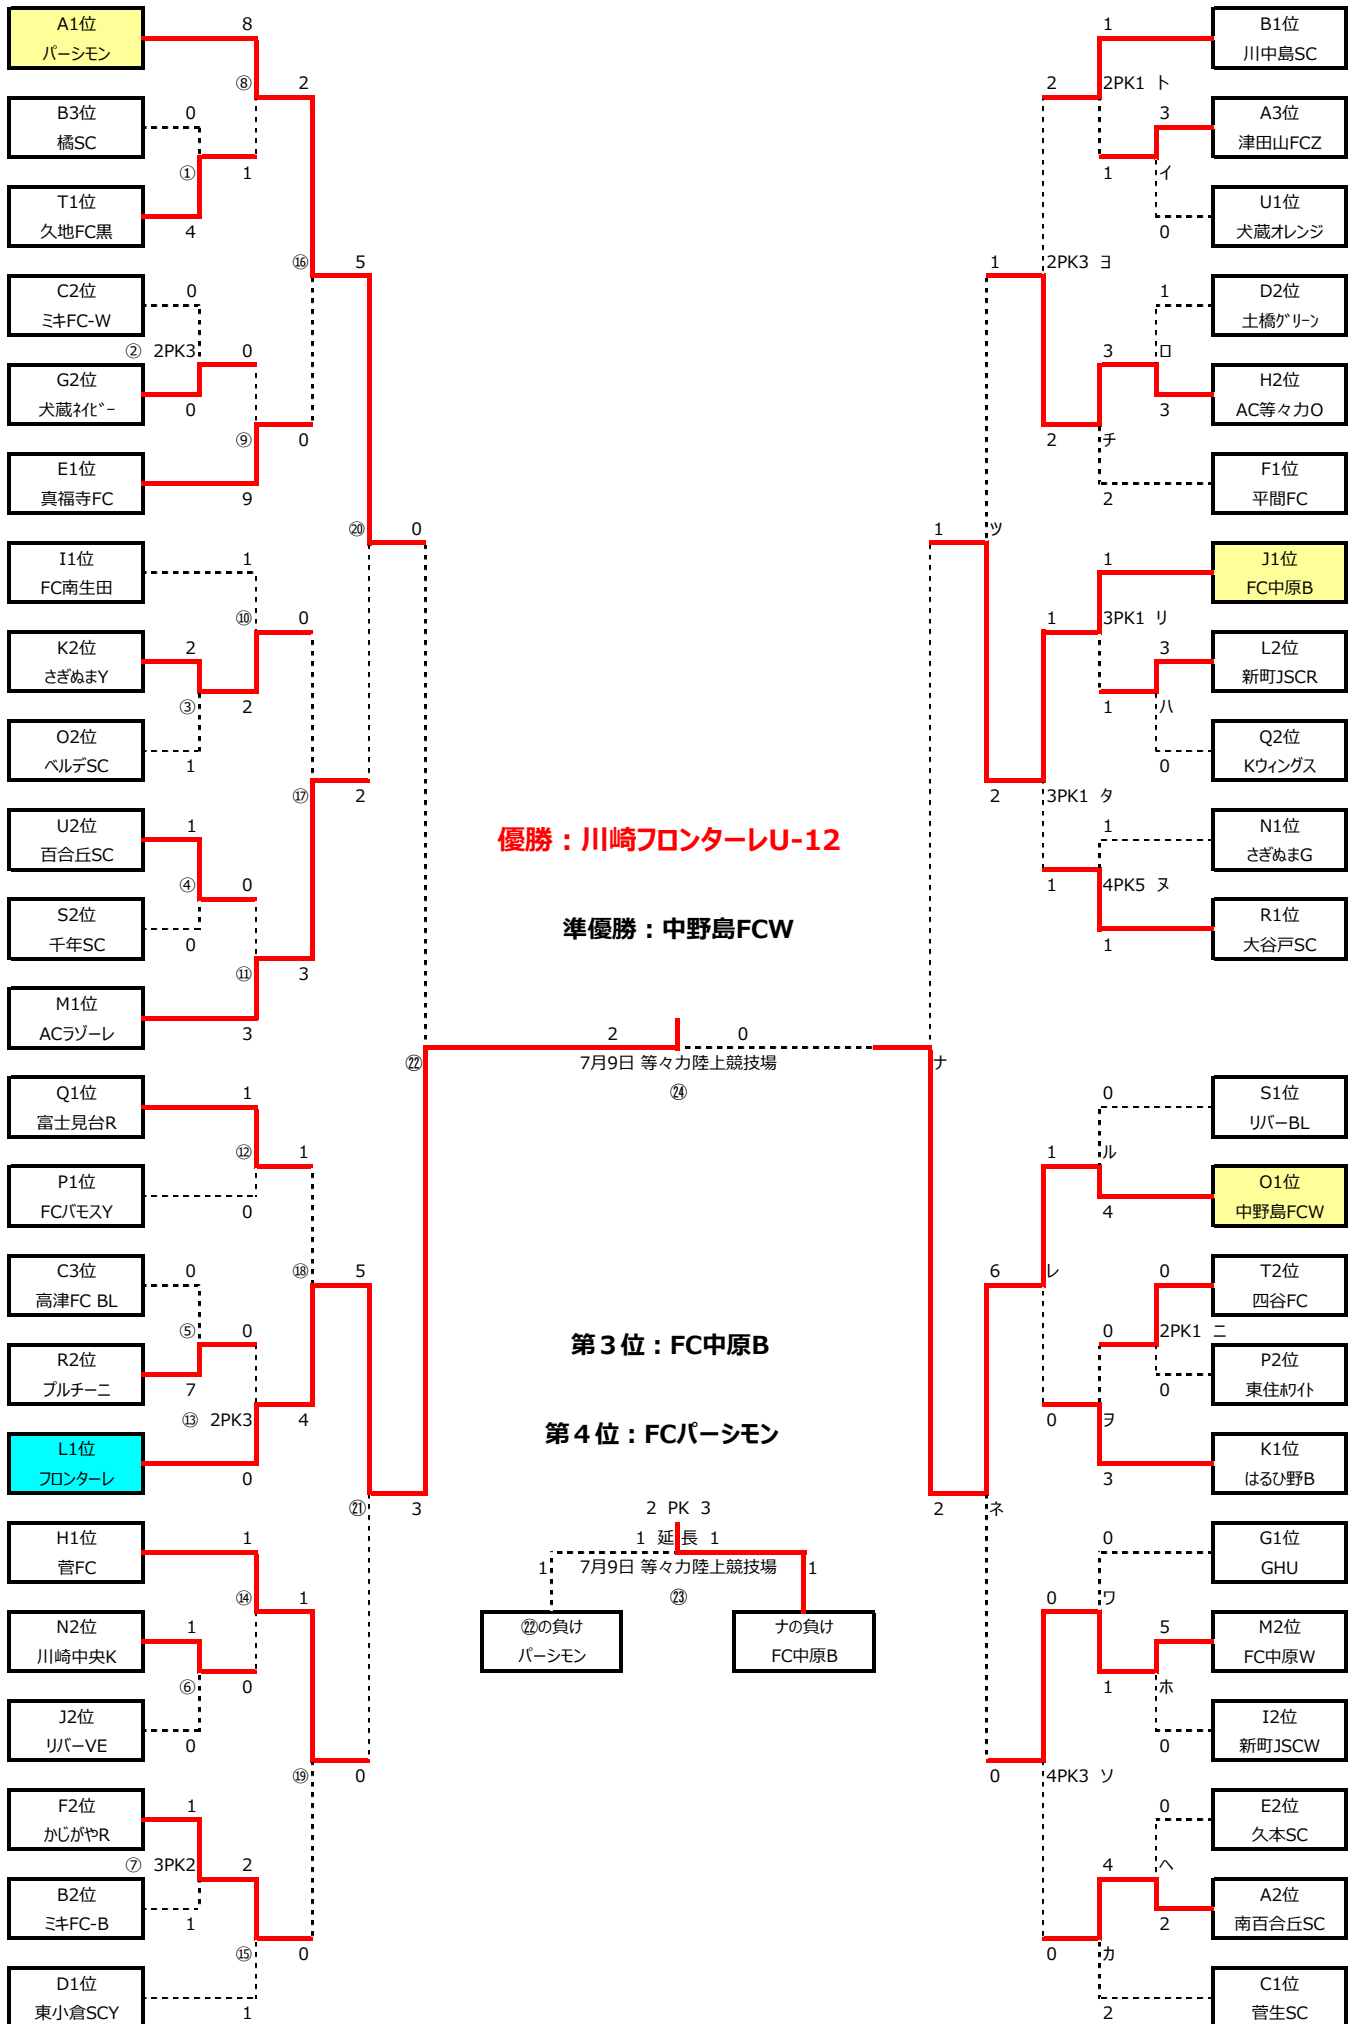 A1位
パーシモン
8
⑧
2
B3位
橘SC
0
①
1
T1位
久地FC黒
4
⑯
5
C2位
ミキFC-W
0
② 2PK3
0
G2位
犬蔵ネイビー
0
⑨
0
E1位
真福寺FC
9
⑳
0
I1位
FC南生田
1
⑩
0
K2位
さぎぬまY
2
③
2
O2位
ベルデSC
1
⑰
2
U2位
百合丘SC
1
④
0
S2位
千年SC
0
⑪
3
M1位
ACラゾーレ
3
㉒
Q1位
富士見台R
1
⑫
1
P1位
FCバモスY
0
C3位
高津FC BL
0
⑱
5
⑤
0
R2位
プルチーニ
7
⑬ 2PK3
4
L1位
フロンターレ
0
㉑
3
H1位
菅FC
1
⑭
1
N2位
川崎中央K
1
⑥
0
J2位
リバーVE
0
⑲
0
F2位
かじがやR
1
⑦ 3PK2
2
B2位
ミキFC-B
1
⑮
0
D1位
東小倉SCY
1
優勝：川崎フロンターレU-12
準優勝：中野島FCW
2
0
7月9日 等々力陸上競技場
㉔
第３位：FC中原B
第４位：FCパーシモン
2 PK 3
1 延長 1
1
7月9日 等々力陸上競技場
1
㉓
㉒の負け
パーシモン
ナの負け
FC中原B
1
B1位
川中島SC
2
2PK1 ト
3
A3位
津田山FCZ
1
イ
U1位
犬蔵オレンジ
0
1
2PK3 ヨ
1
D2位
土橋グリーン
3
ロ
H2位
AC等々力O
3
2
チ
F1位
平間FC
2
1
ツ
1
J1位
FC中原B
1
3PK1 リ
3
L2位
新町JSCR
1
ハ
Q2位
Kウィングス
0
2
3PK1 タ
1
N1位
さぎぬまG
1
4PK5 ヌ
R1位
大谷戸SC
1
ナ
0
S1位
リバーBL
1
ル
O1位
中野島FCW
4
6
レ
0
T2位
四谷FC
0
2PK1 ニ
P2位
東住ホワイト
0
0
ヲ
K1位
はるひ野B
3
2
ネ
0
G1位
GHU
0
ワ
5
M2位
FC中原W
1
ホ
I2位
新町JSCW
0
0
4PK3 ソ
0
E2位
久本SC
4
ヘ
A2位
南百合丘SC
2
0
カ
C1位
菅生SC
2